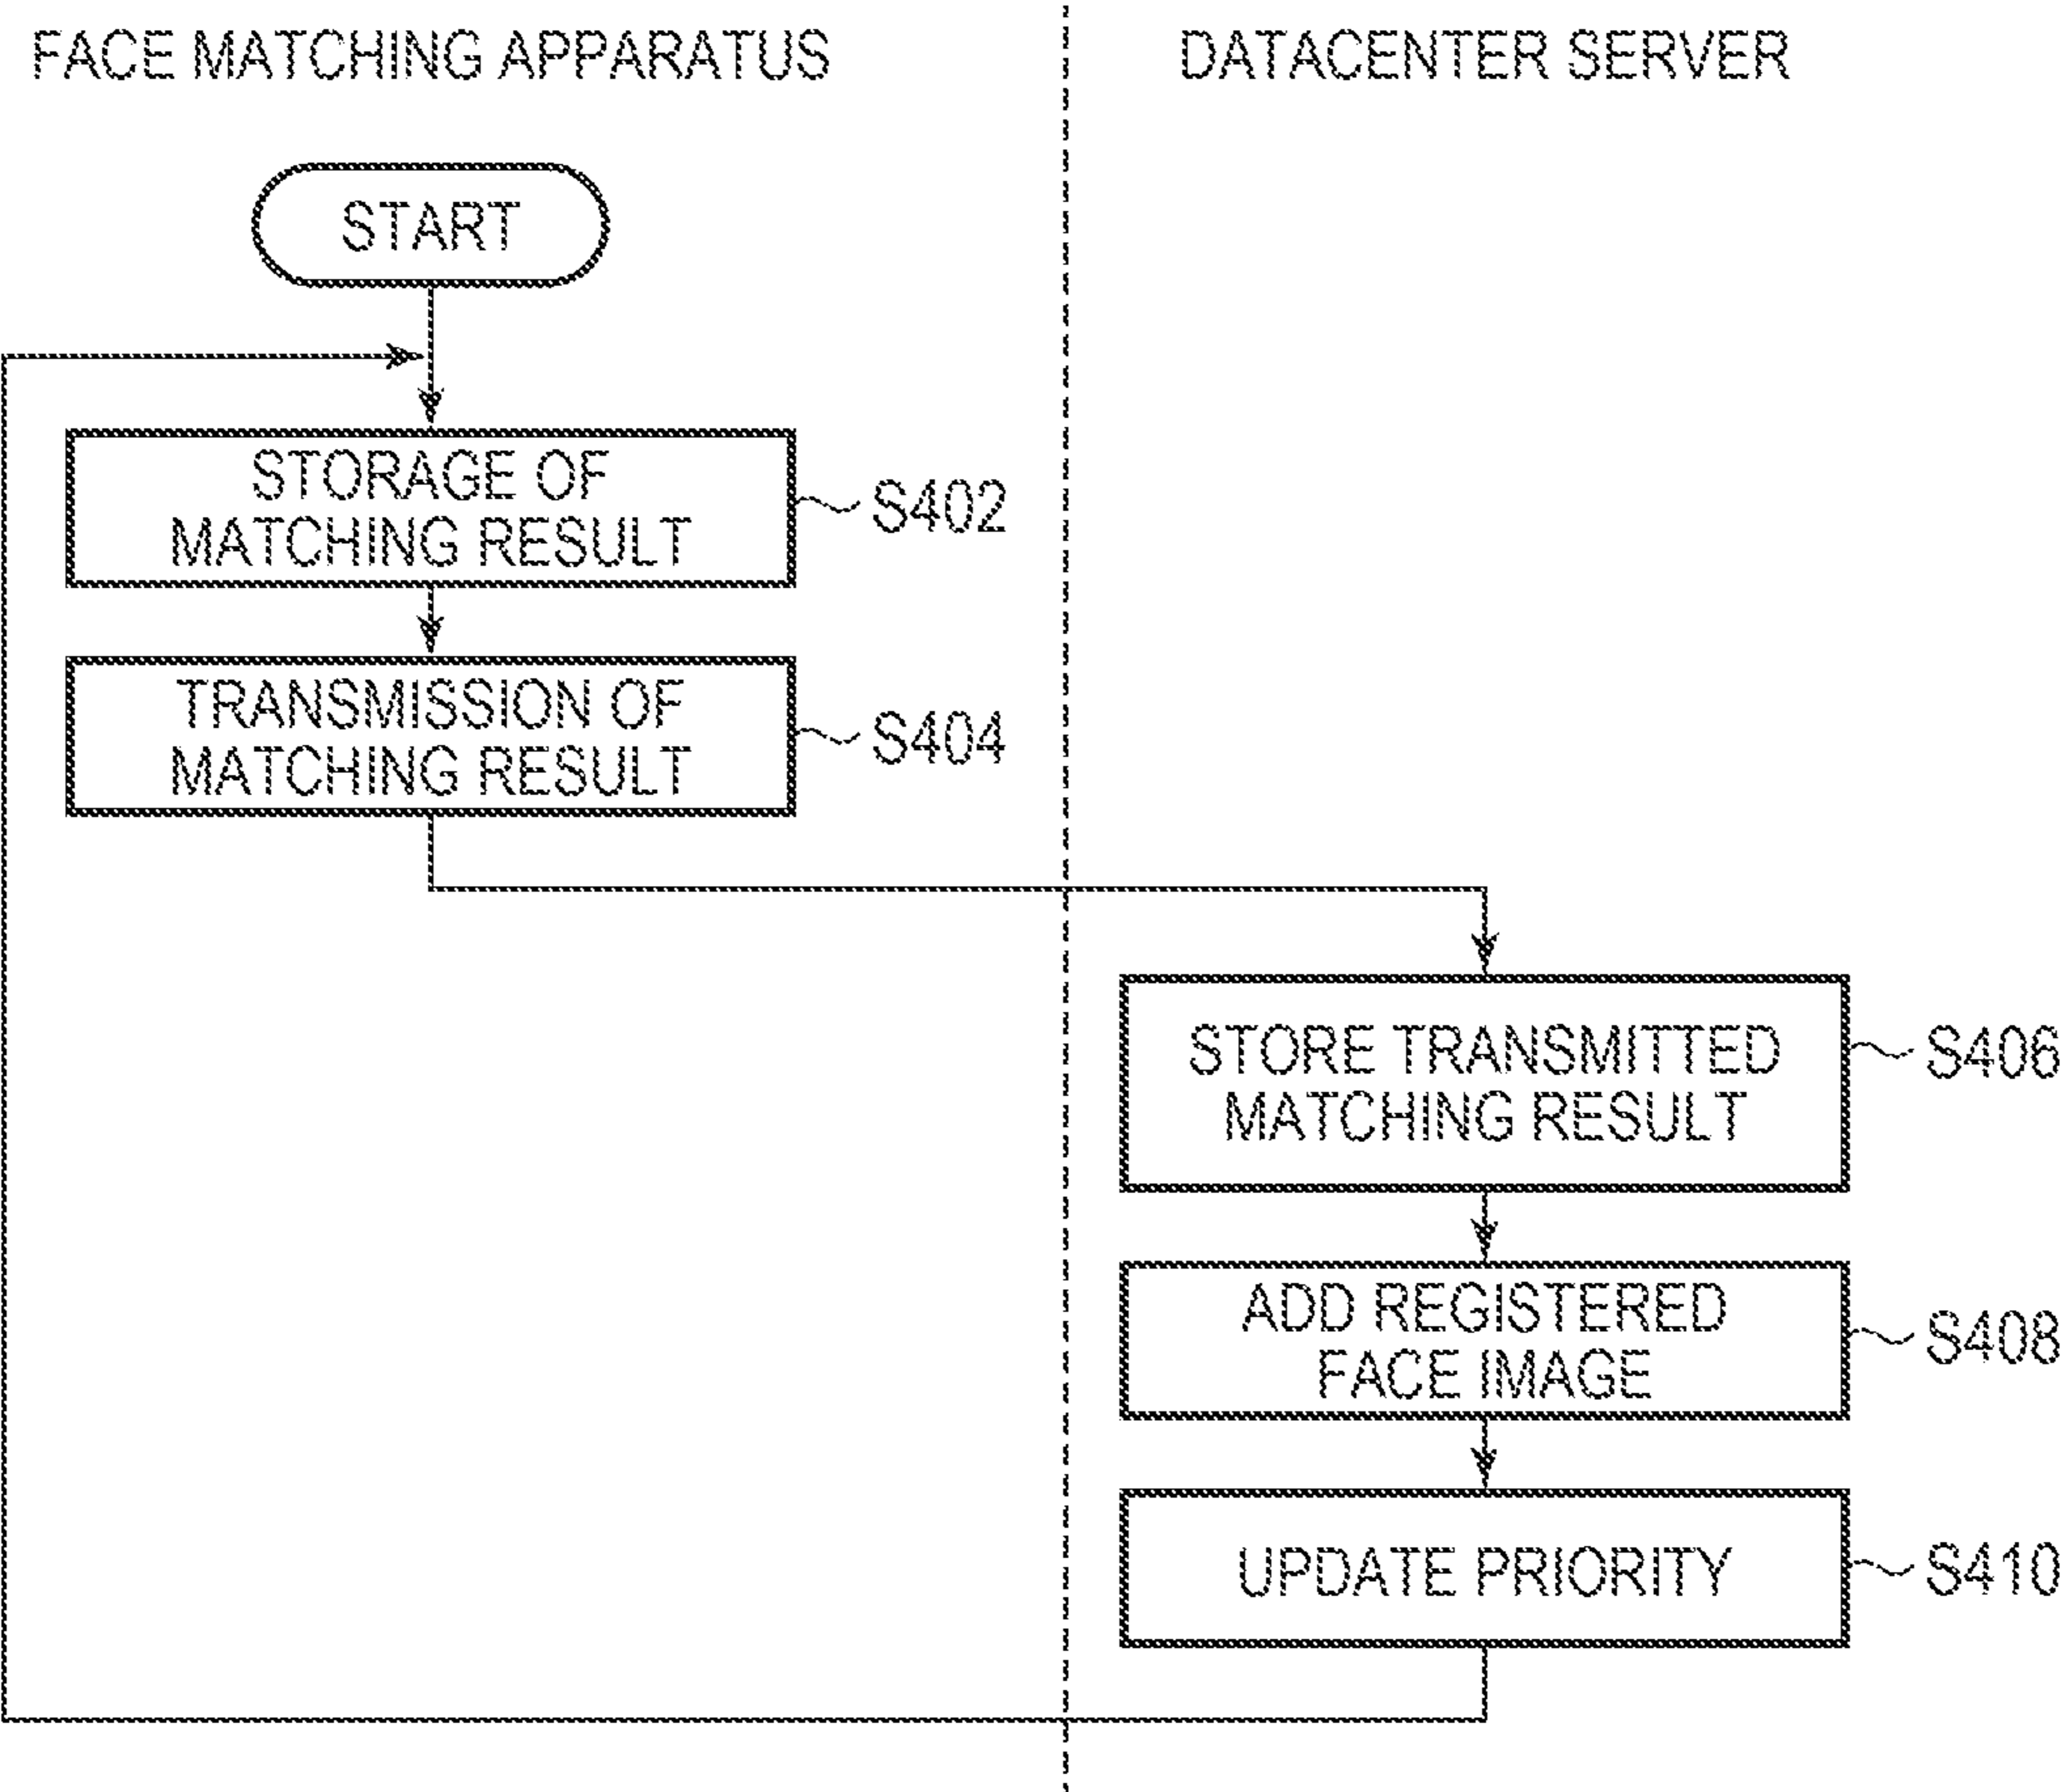 FACE MATCHING APPARATUS
DATACENTER SERVER
START
STORAGE OF
MATCHING RESULT
S402
TRANSMISSION OF
MATCHING RESULT
S404
STORE TRANSMITTED
MATCHING RESULT
S406
ADD REGISTERED
FACE IMAGE
S408
UPDATE PRIORITY
S410